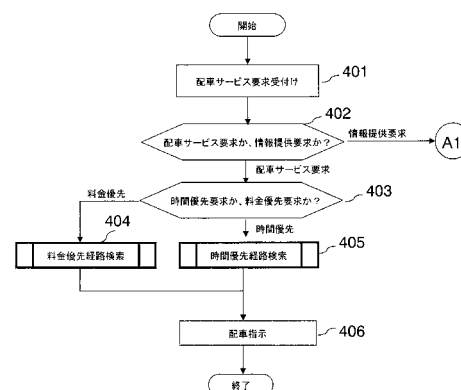 開始
配車サービス要求受付け
401
402
配車サービス要求か、情報提供要求か？
情報提供要求
A1
配車サービス要求
料金優先
時間優先要求か、料金優先要求か？
403
404
時間優先
405
料金優先経路検索
時間優先経路検索
配車指示
406
終了